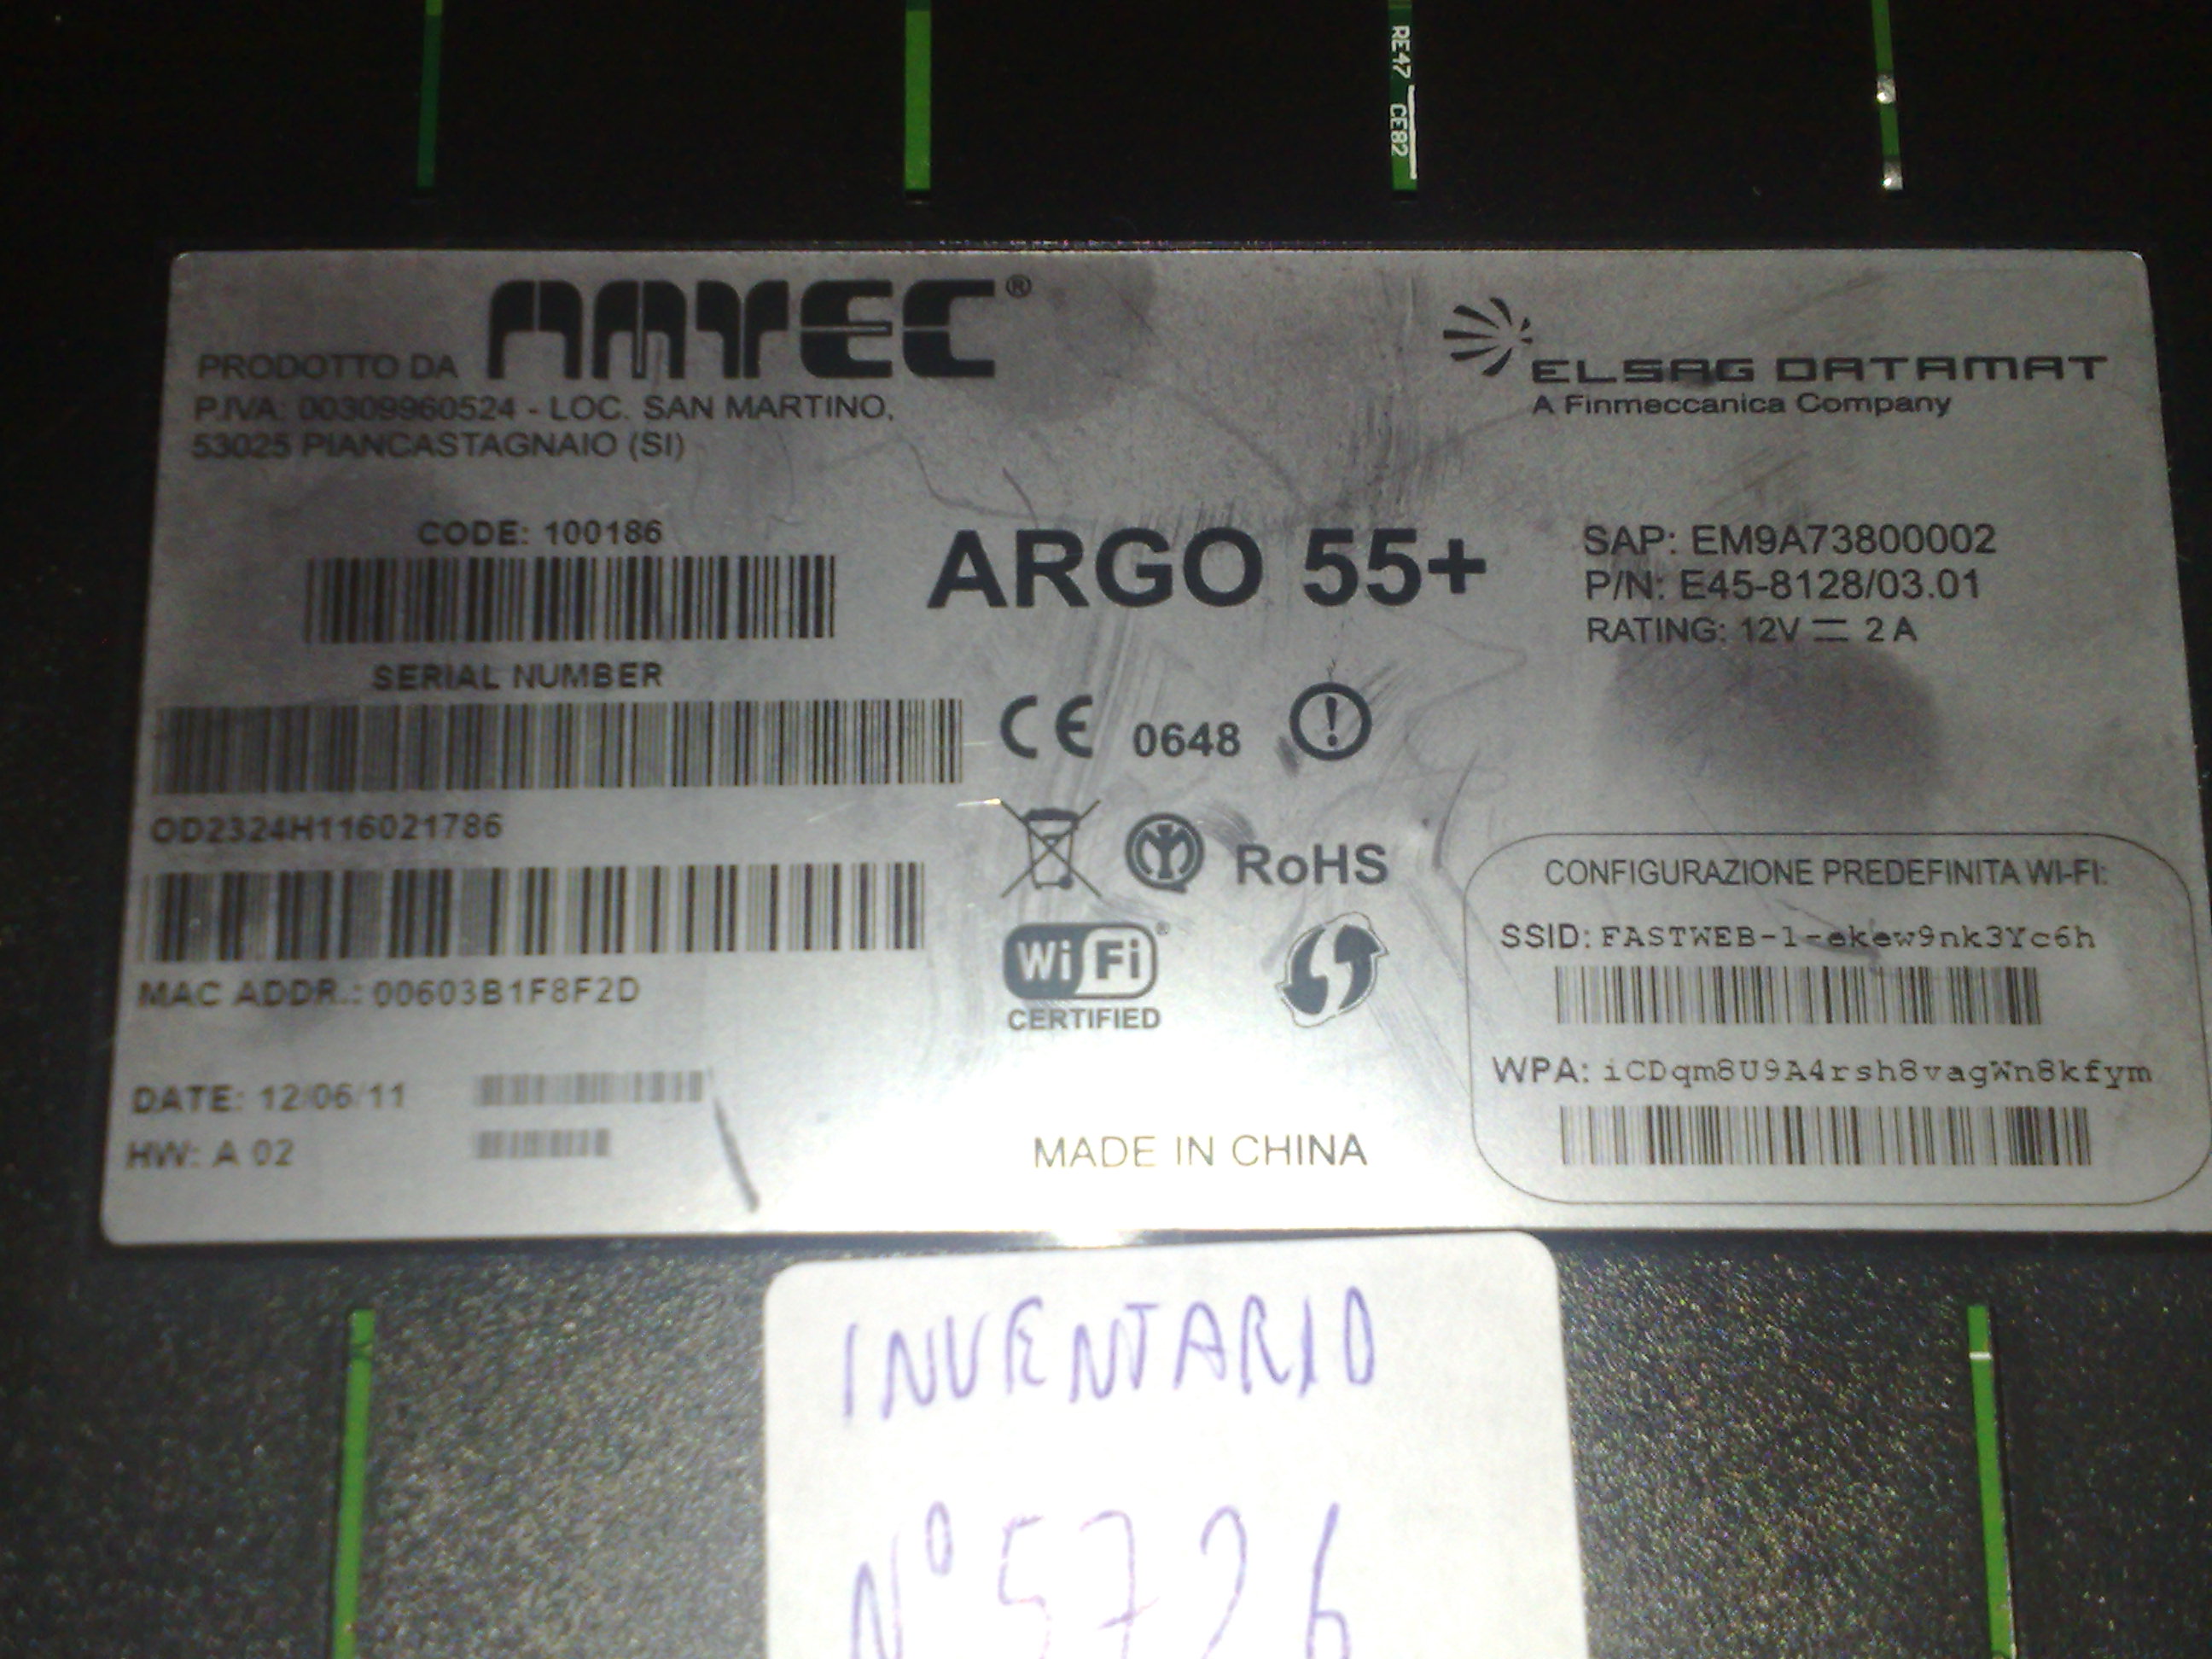 RE47 CE82
AMTEC®
PRODOTTO DA
P.IVA: 00309960524 - LOC. SAN MARTINO,
53025 PIANCASTAGNAIO (SI)
ELSAG DATAMAT
A Finmeccanica Company
CODE: 100186
ARGO 55+
SAP: EM9A73800002
P/N: E45-8128/03.01
RATING: 12V ⎓ 2 A
SERIAL NUMBER
OD2324H116021786
CE 0648
RoHS
Wi Fi®
CERTIFIED
MAC ADDR.: 00603B1F8F2D
DATE: 12/06/11
HW: A 02
MADE IN CHINA
CONFIGURAZIONE PREDEFINITA WI-FI:
SSID: FASTWEB-1-ekew9nk3Yc6h
WPA: iCDqm8U9A4rsh8vagWn8kfym
INVENTARIO
N° 5726